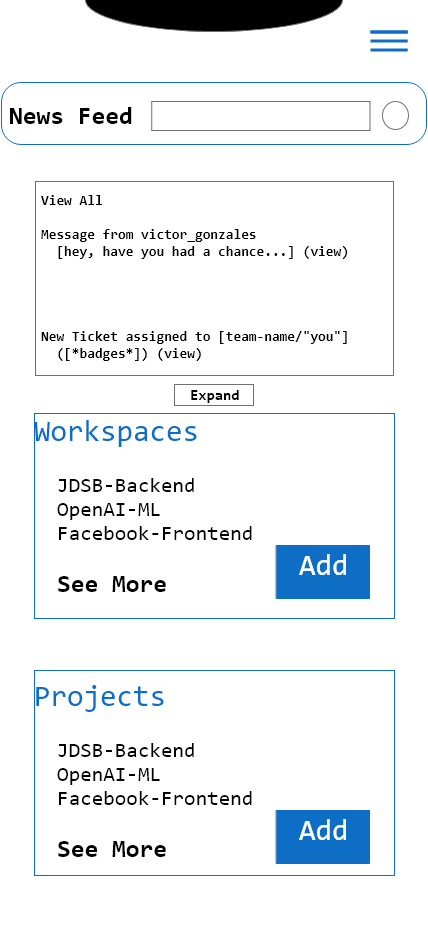 News Feed
View All
Message from victor_gonzales
[hey, have you had a chance...] (view)
New Ticket assigned to [team-name/"you"]
([*badges*]) (view)
Expand
Workspaces
JDSB-Backend
OpenAI-ML
Facebook-Frontend
Add
See More
Projects
JDSB-Backend
OpenAI-ML
Facebook-Frontend
Add
See More